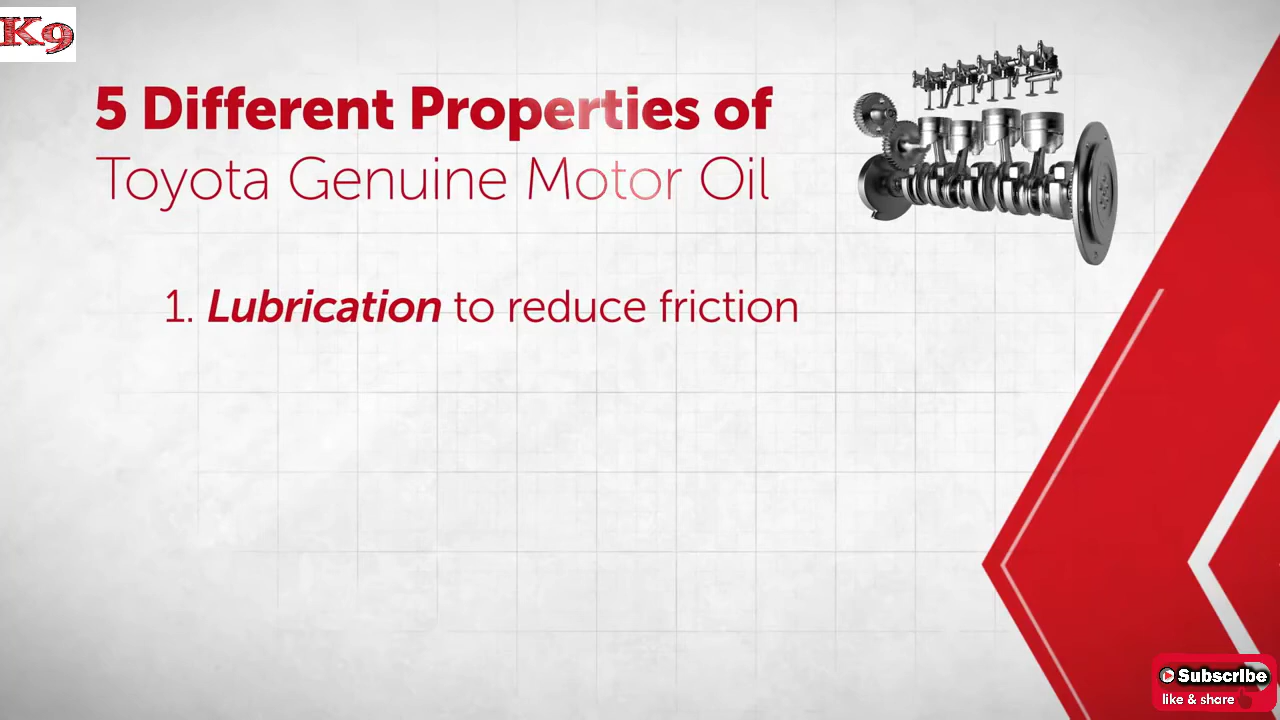 K9
5 Different Properties of
Toyota Genuine Motor Oil
1. Lubrication to reduce friction
Subscribe
like & share